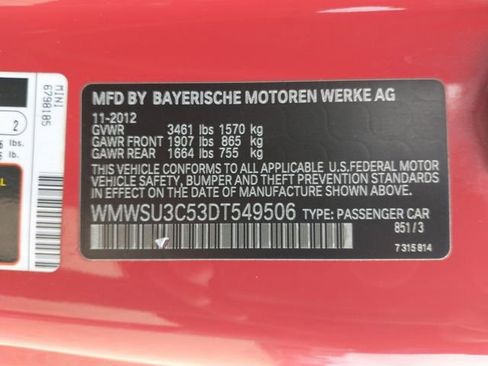 MFD BY BAYERISCHE MOTOREN WERKE AG
11-2012
GVWR 3461 lbs 1570 kg
GAWR FRONT 1907 lbs 865 kg
GAWR REAR 1664 lbs 755 kg
THIS VEHICLE CONFORMS TO ALL APPLICABLE U.S.FEDERAL MOTOR
VEHICLE SAFETY, BUMPER, AND THEFT PREVENTION STANDARDS
IN EFFECT ON THE DATE OF MANUFACTURE SHOWN ABOVE.
WMWSU3C53DT549506 TYPE: PASSENGER CAR
851 / 3
7 315 814
MINI
6798185
2